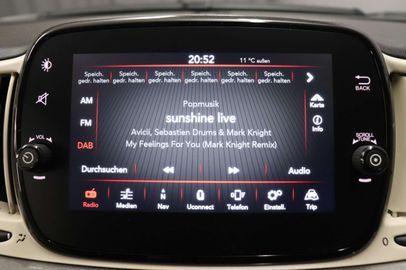 20:52 11 °C außen
Speich. gedr. halten Speich. gedr. halten Speich. gedr. halten Speich. gedr. halten Speich. gedr. halten Speich. gedr. halten
BACK
AM
Popmusik
Karte
sunshine live
FM
Info
Avicii, Sebastien Drums & Mark Knight
VOL
SCROLL
TUNE
DAB
My Feelings For You (Mark Knight Remix)
Durchsuchen Audio
N
Radio Medien Nav Uconnect Telefon Einstell. Trip
0